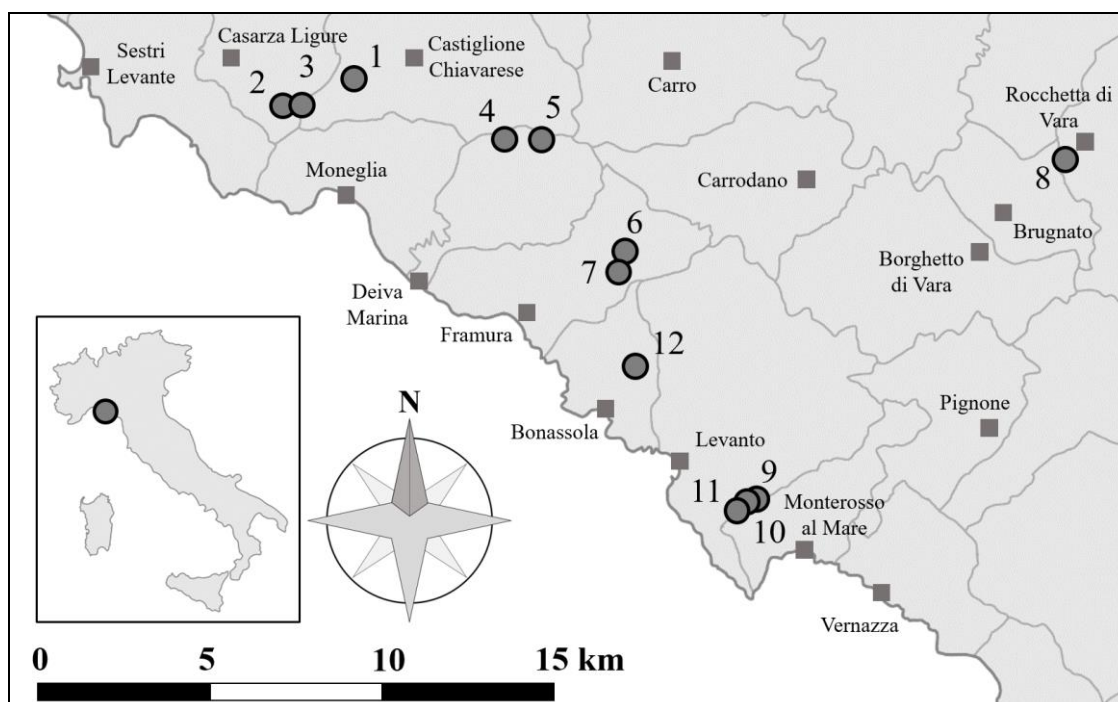 Sestri
Levante
Casarza Ligure
2
3
1
Castiglione
Chiavarese
4
5
Carro
Rocchetta di
Vara
8
Moneglia
Carrodano
Brugnato
6
7
Borghetto
di Vara
Deiva
Marina
Framura
12
Pignone
Bonassola
Levanto
N
11
9
10
Monterosso
al Mare
Vernazza
0
5
10
15 km